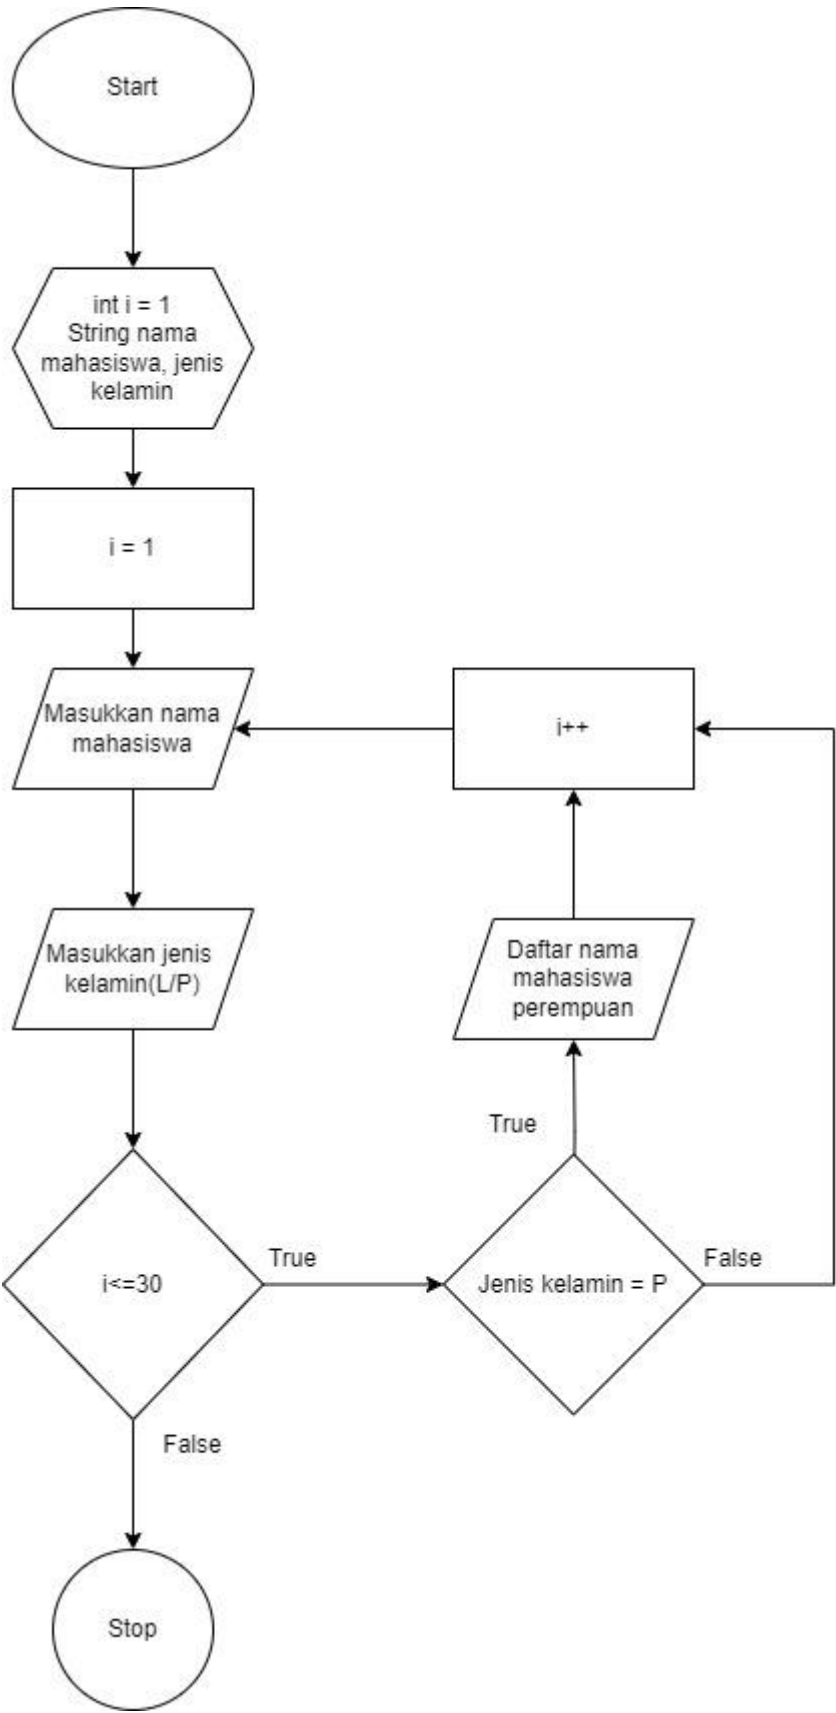 Start
int i = 1
String nama
mahasiswa, jenis
kelamin
i = 1
Masukkan nama
mahasiswa
i++
Masukkan jenis
kelamin(L/P)
Daftar nama
mahasiswa
perempuan
True
i<=30
True
Jenis kelamin = P
False
False
Stop